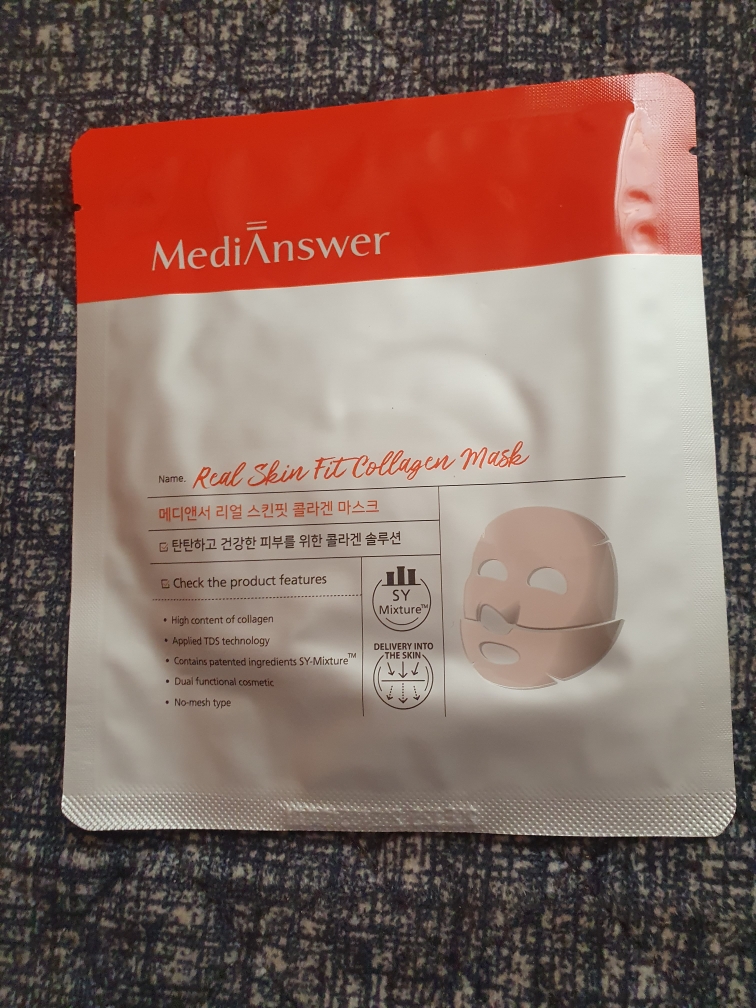 MediAnswer
Name. Real Skin Fit Collagen Mask
메디앤서 리얼 스킨핏 콜라겐 마스크
탄탄하고 건강한 피부를 위한 콜라겐 솔루션
Check the product features
• High content of collagen
• Applied TDS technology
• Contains patented ingredients SY-Mixture™
• Dual functional cosmetic
• No-mesh type
SY
Mixture™
DELIVERY INTO
THE SKIN